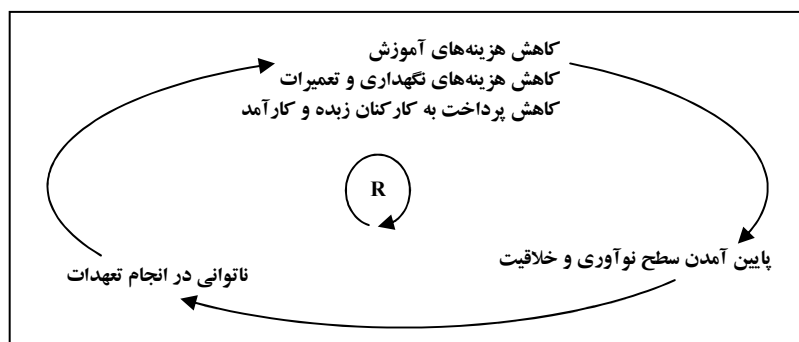 کاهش هزینه‌های آموزش
کاهش هزینه‌های نگهداری و تعمیرات
کاهش پرداخت به کارکنان زبده و کارآمد
R
پایین آمدن سطح نوآوری و خلاقیت
ناتوانی در انجام تعهدات